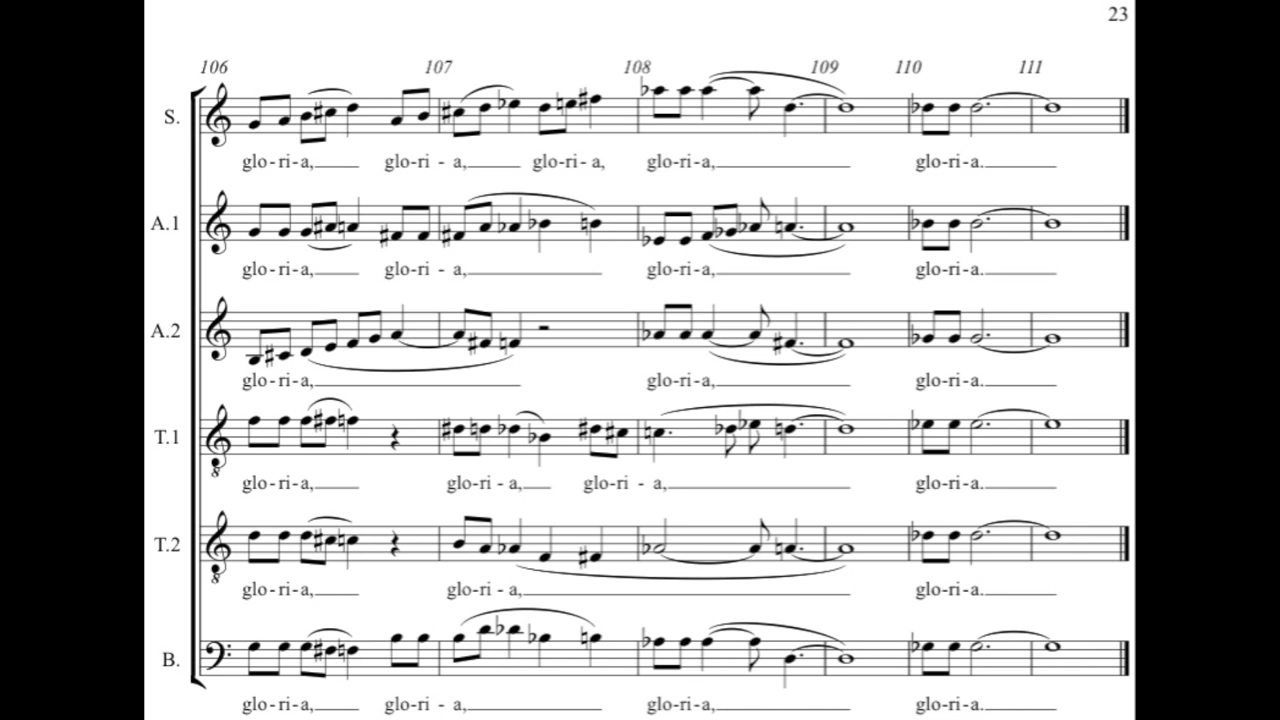 23
106 107 108 109 110 111
S.
glo-ri-a, glo-ri-a, glo-ri-a, glo-ri-a, glo-ri-a.
A.1
glo-ri-a, glo-ri-a, glo-ri-a, glo-ri-a.
A.2
glo-ri-a, glo-ri-a, glo-ri-a.
T.1
8
glo-ri-a, glo-ri-a, glo-ri-a, glo-ri-a.
T.2
8
glo-ri-a, glo-ri-a, glo-ri-a.
B.
glo-ri-a, glo-ri-a, glo-ri-a, glo-ri-a.